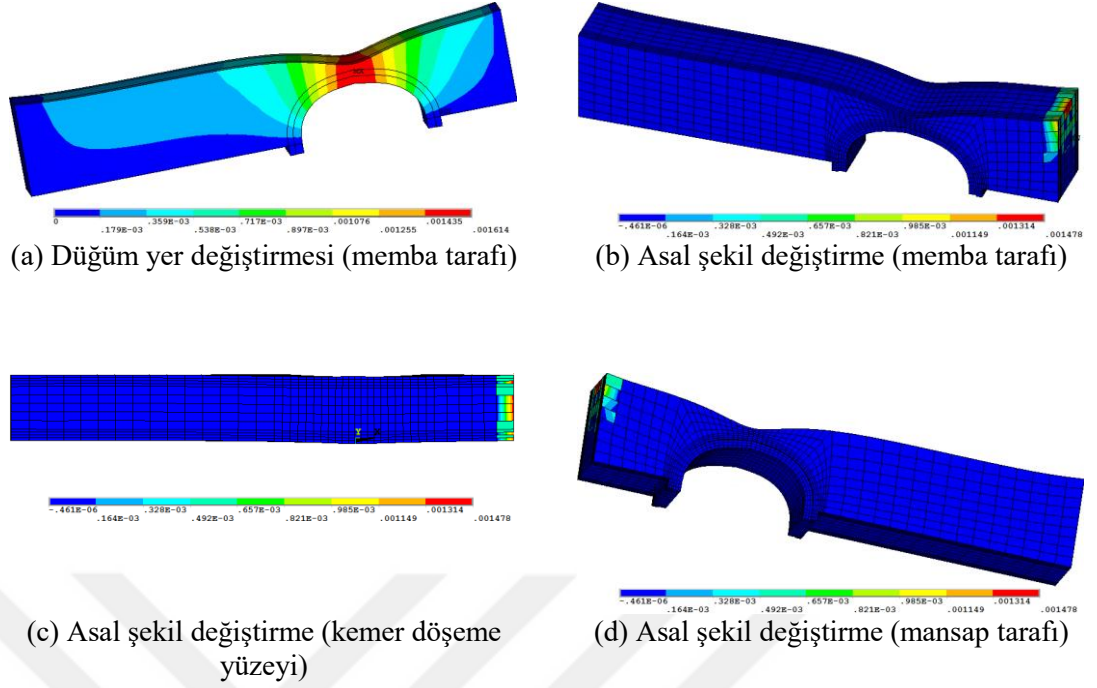 MX
0 .359E-03 .717E-03 .001076 .001435
.179E-03 .538E-03 .897E-03 .001255 .001614
(a) Düğüm yer değiştirmesi (memba tarafı)
-.461E-06 .328E-03 .657E-03 .985E-03 .001314
.164E-03 .492E-03 .821E-03 .001149 .001478
(b) Asal şekil değiştirme (memba tarafı)
Y
-.461E-06 .328E-03 .657E-03 .985E-03 .001314
.164E-03 .492E-03 .821E-03 .001149 .001478
(c) Asal şekil değiştirme (kemer döşeme
yüzeyi)
-.461E-06 .328E-03 .657E-03 .985E-03 .001314
.164E-03 .492E-03 .821E-03 .001149 .001478
(d) Asal şekil değiştirme (mansap tarafı)